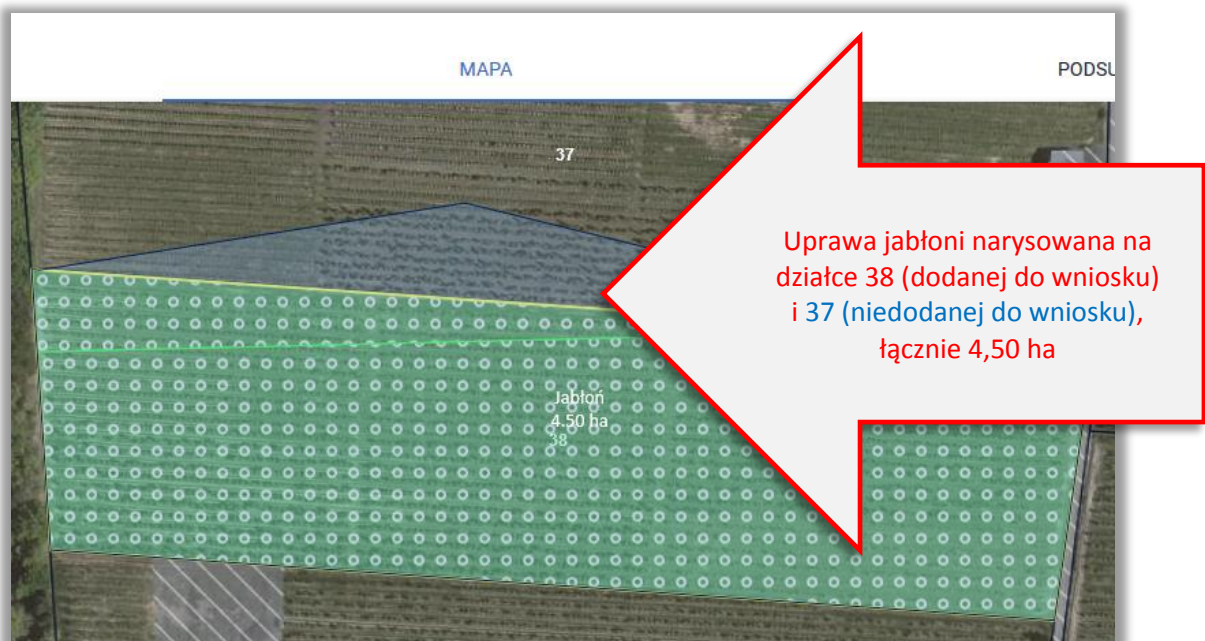 MAPA
PODSU
37
Uprawa jabłoni narysowana na
działce 38 (dodanej do wniosku)
i 37 (niedodanej do wniosku),
łącznie 4,50 ha
Jabłoń
4.50 ha
38